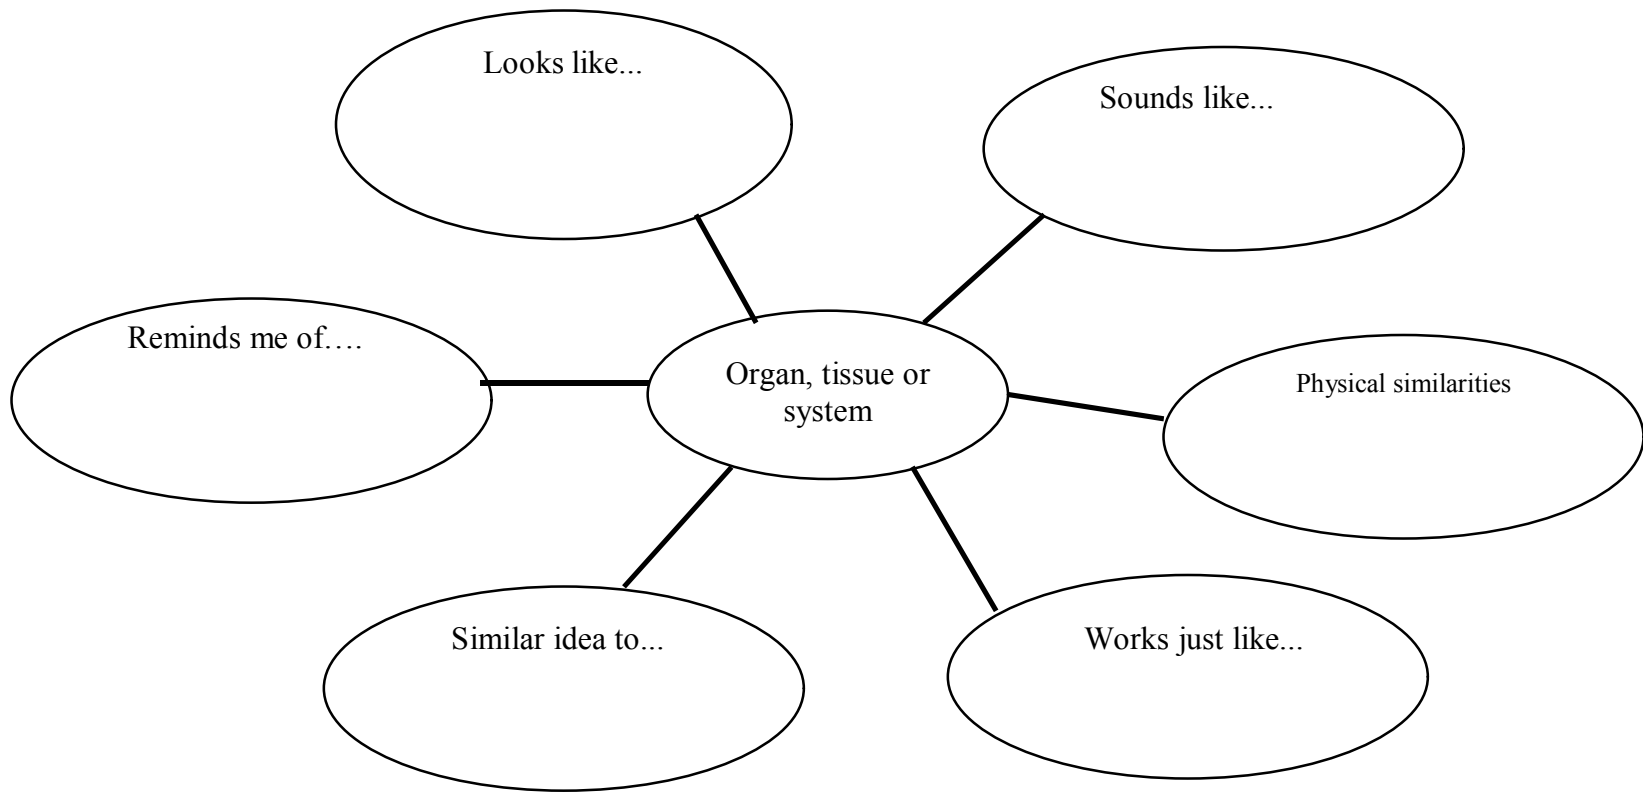 Looks like...
Sounds like...
Reminds me of….
Organ, tissue or
system
Physical similarities
Similar idea to...
Works just like...